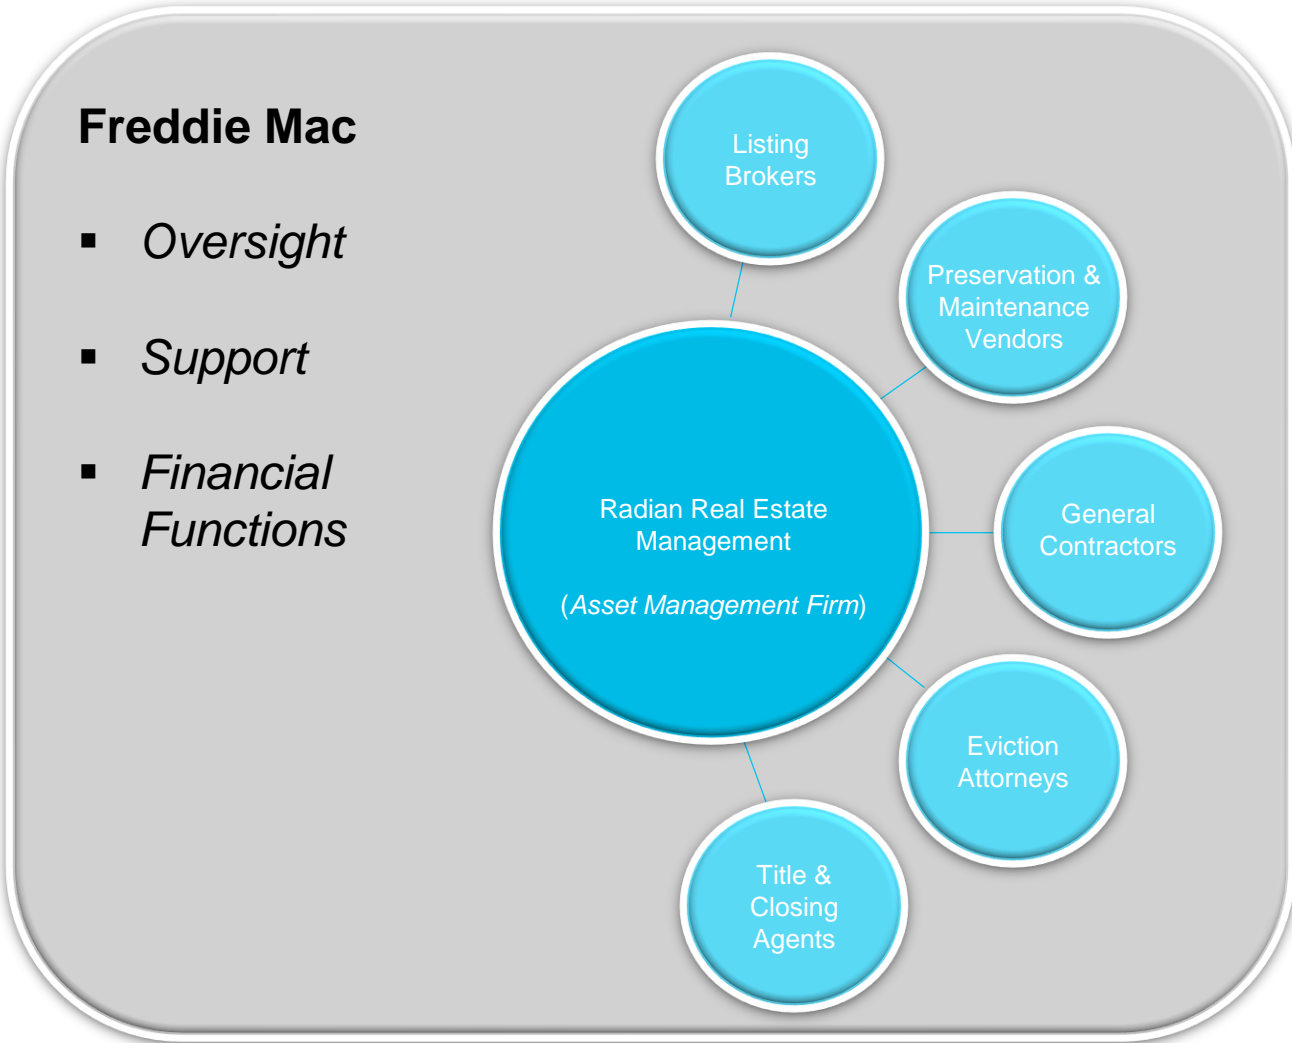 Freddie Mac
▪ Oversight
▪ Support
▪ Financial
Functions
Listing
Brokers
Preservation &
Maintenance
Vendors
General
Contractors
Radian Real Estate
Management
(Asset Management Firm)
Eviction
Attorneys
Title &
Closing
Agents